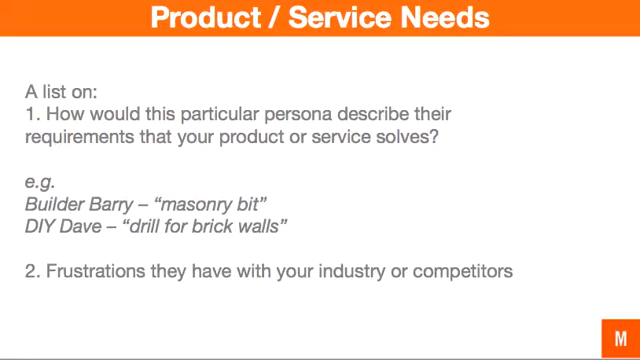 Product / Service Needs
A list on:
1. How would this particular persona describe their
requirements that your product or service solves?
e.g.
Builder Barry – “masonry bit”
DIY Dave – “drill for brick walls”
2. Frustrations they have with your industry or competitors
M